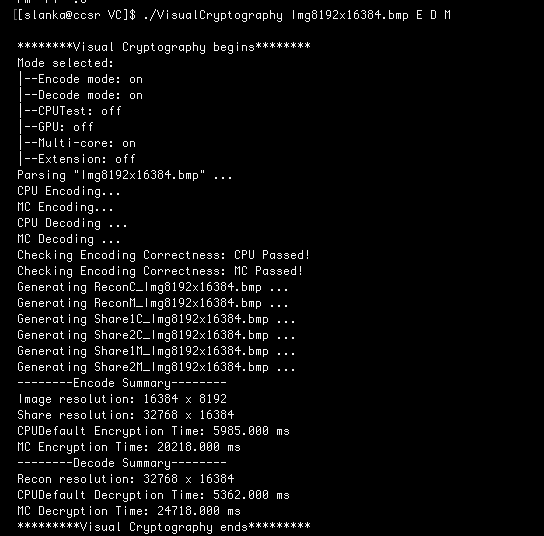 [[slanka@ccsr VC]$ ./VisualCryptography Img8192x16384.bmp E D M
********Visual Cryptography begins********
Mode selected:
|--Encode mode: on
|--Decode mode: on
|--CPUTest: off
|--GPU: off
|--Multi-core: on
|--Extension: off
Parsing "Img8192x16384.bmp" ...
CPU Encoding...
MC Encoding...
CPU Decoding ...
MC Decoding ...
Checking Encoding Correctness: CPU Passed!
Checking Encoding Correctness: MC Passed!
Generating ReconC_Img8192x16384.bmp ...
Generating ReconM_Img8192x16384.bmp ...
Generating Share1C_Img8192x16384.bmp ...
Generating Share2C_Img8192x16384.bmp ...
Generating Share1M_Img8192x16384.bmp ...
Generating Share2M_Img8192x16384.bmp ...
--------Encode Summary--------
Image resolution: 16384 x 8192
Share resolution: 32768 x 16384
CPUDefault Encryption Time: 5985.000 ms
MC Encryption Time: 20218.000 ms
--------Decode Summary--------
Recon resolution: 32768 x 16384
CPUDefault Decryption Time: 5362.000 ms
MC Decryption Time: 24718.000 ms
*********Visual Cryptography ends*********